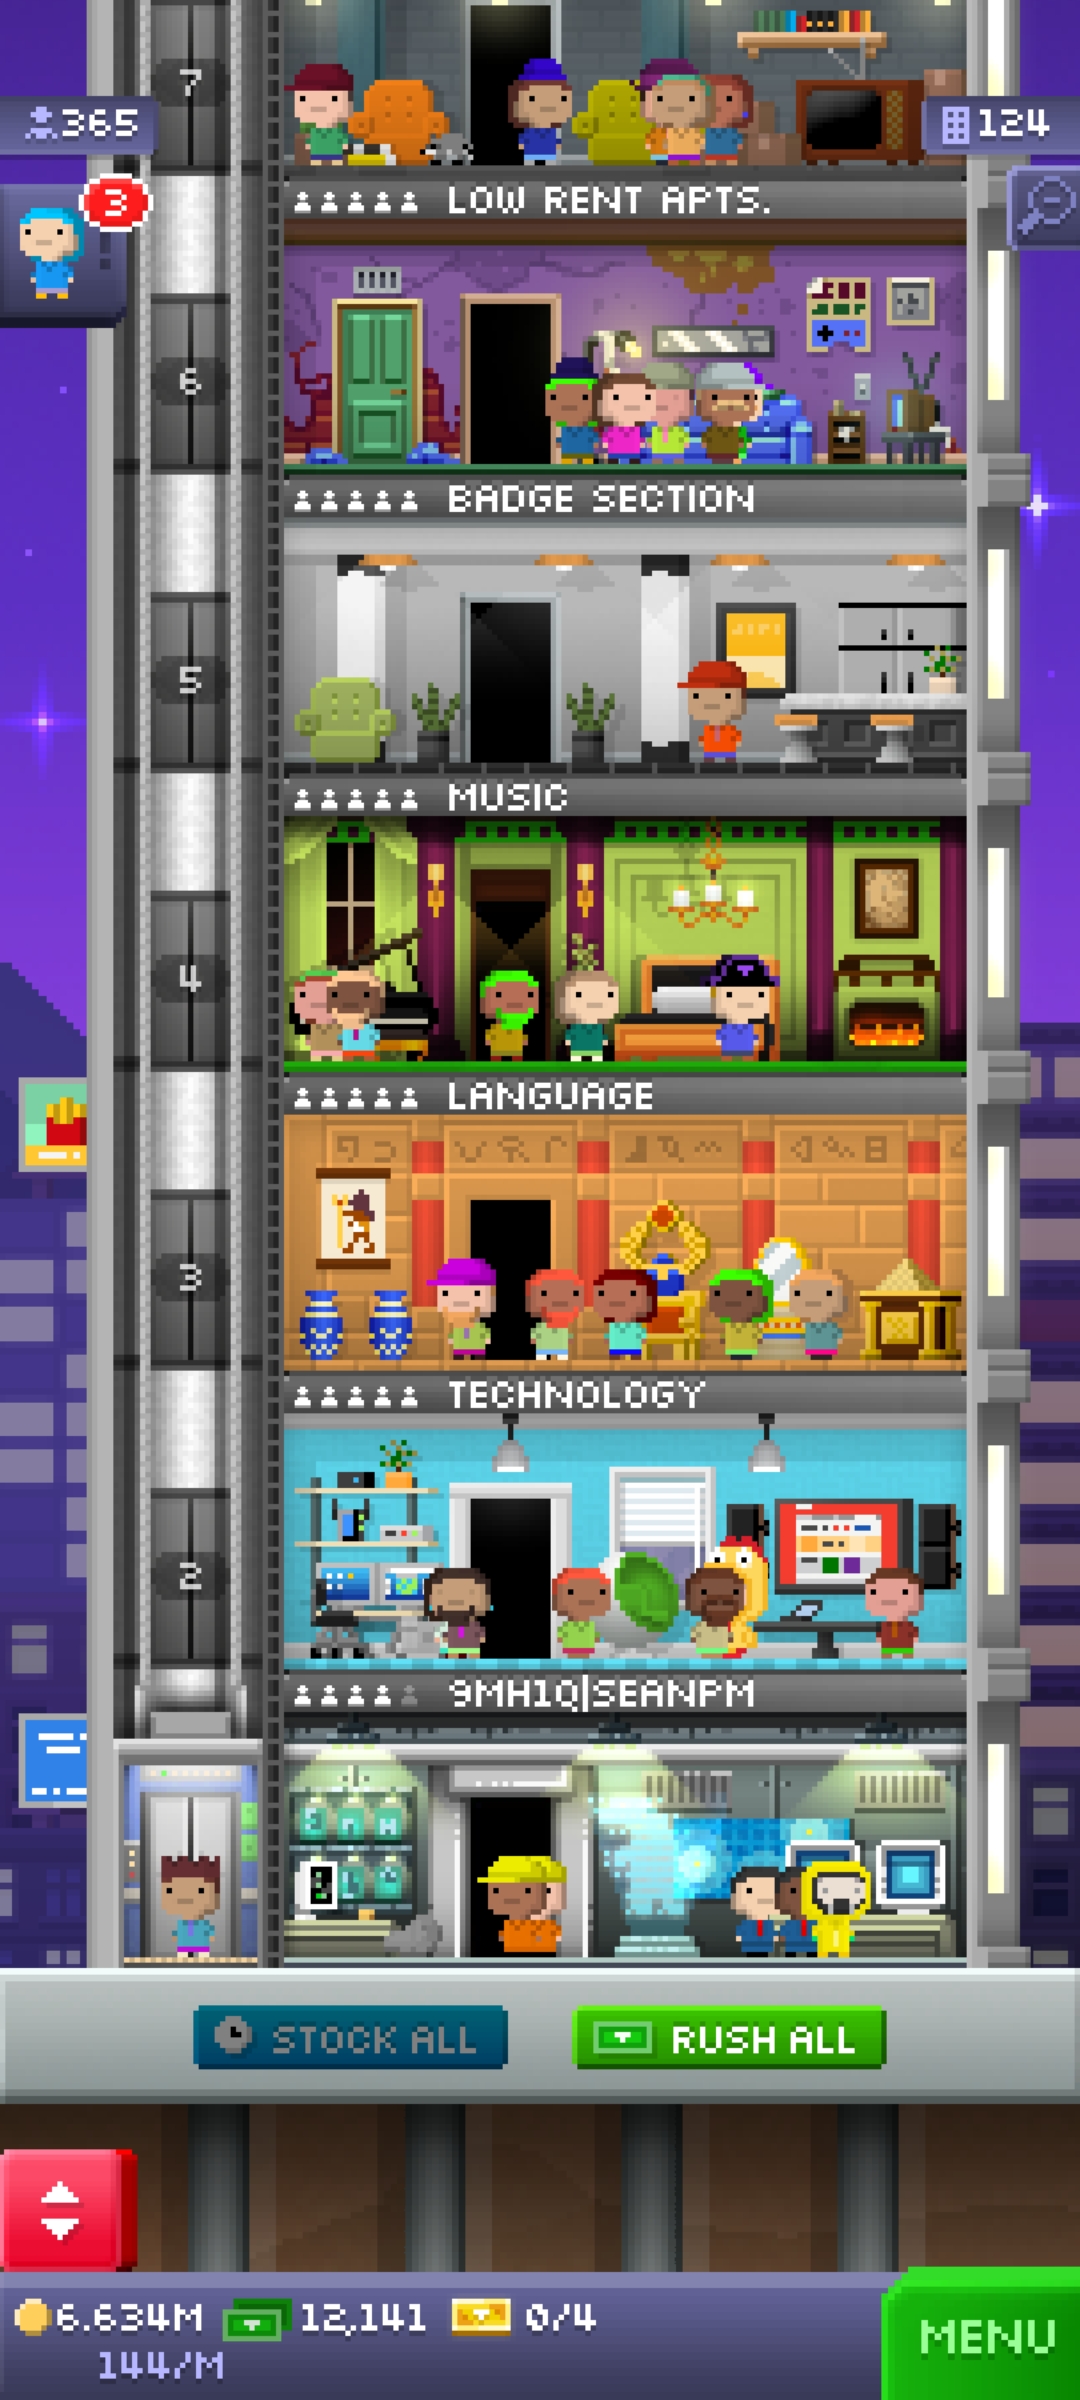 7
365
124
3
LOW RENT APTS.
6
BADGE SECTION
5
MUSIC
4
LANGUAGE
3
TECHNOLOGY
2
9MH1Q|SEANPM
STOCK ALL
RUSH ALL
6.634M
12,141
0/4
144/M
MENU